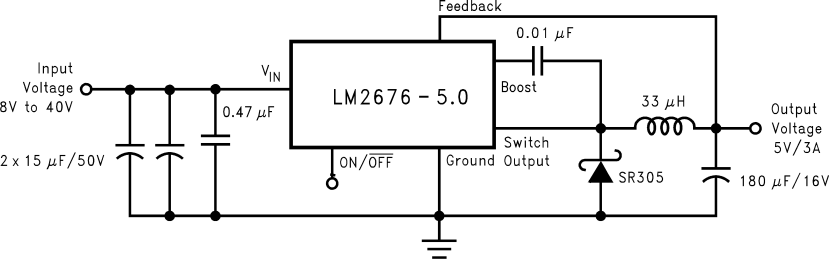 Feedback
0.01 µF
Input
Voltage
8V to 40V
VIN
LM2676 - 5.0
Boost
33 µH
Output
Voltage
5V/3A
0.47 µF
Switch
Output
2 x 15 µF/50V
ON/OFF
Ground
SR305
180 µF/16V